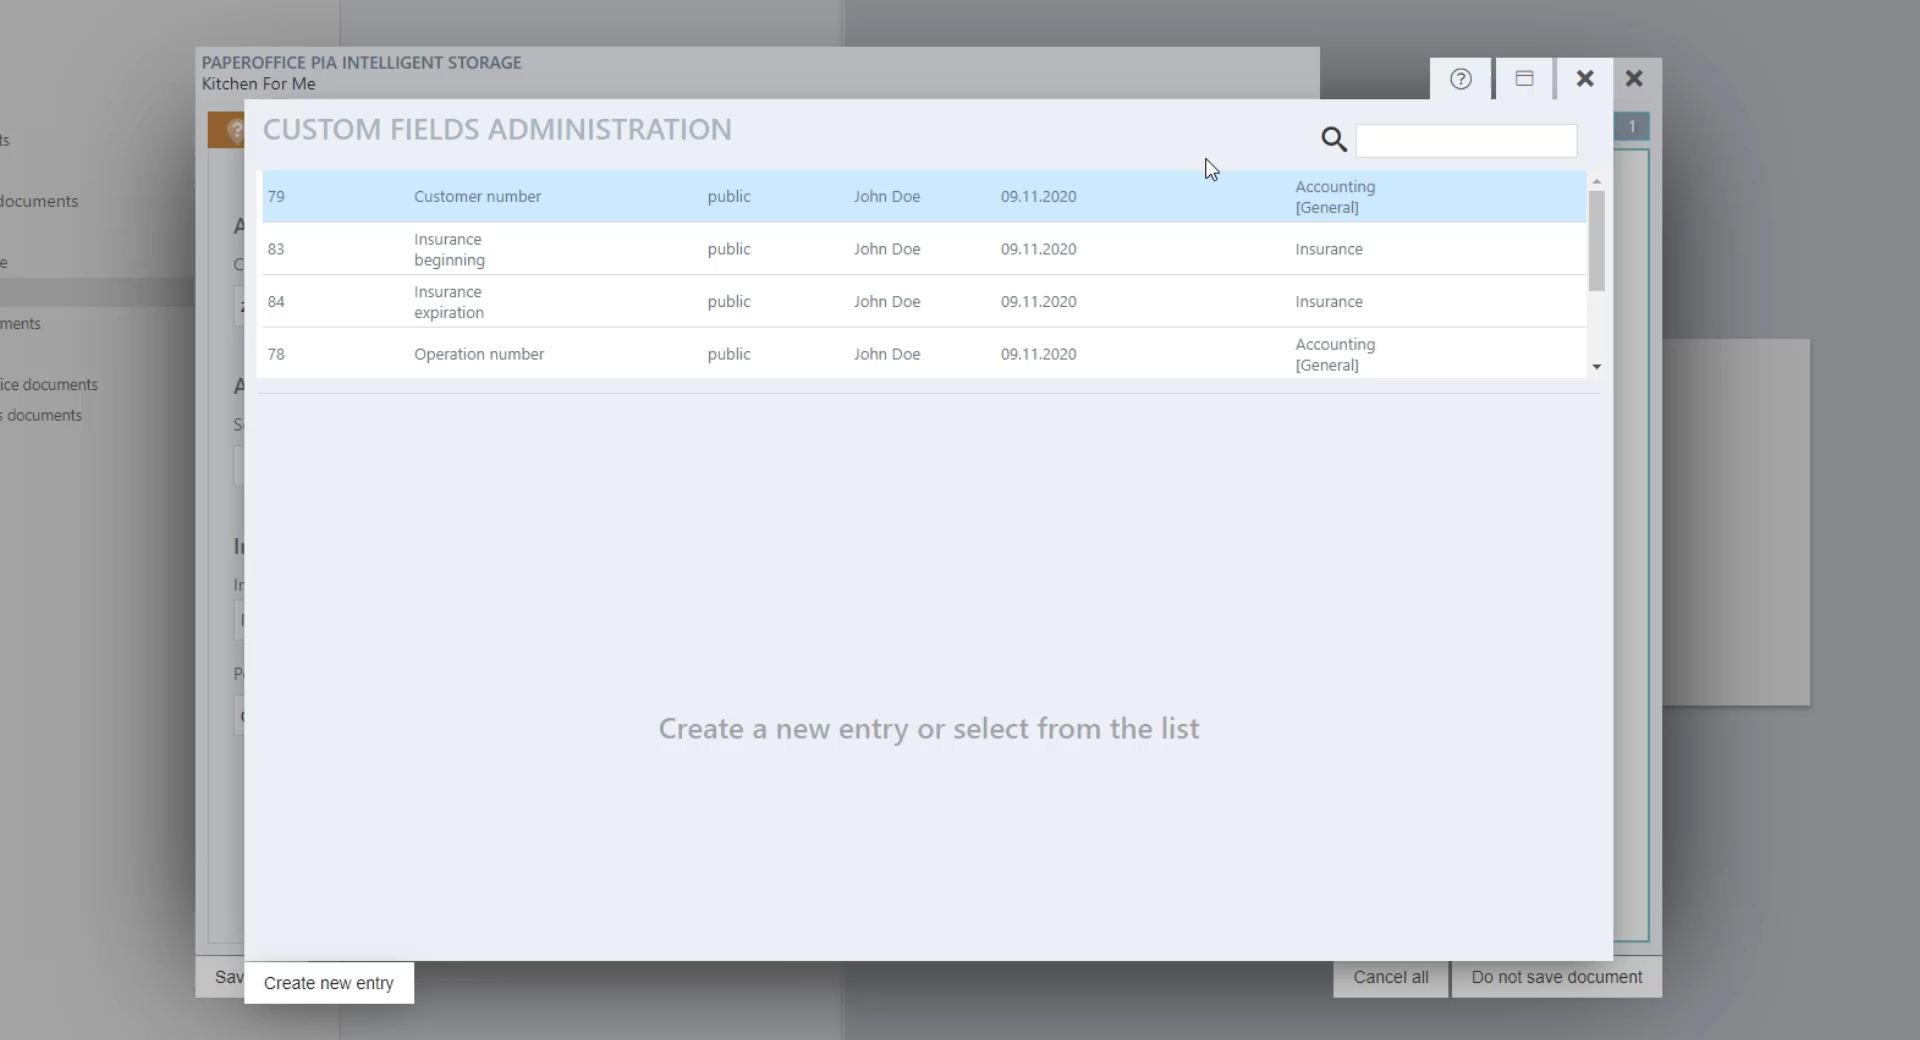 PAPEROFFICE PIA INTELLIGENT STORAGE
Kitchen For Me
CUSTOM FIELDS ADMINISTRATION
1
79 Customer number public John Doe 09.11.2020 Accounting
[General]
83 Insurance
beginning public John Doe 09.11.2020 Insurance
84 Insurance
expiration public John Doe 09.11.2020 Insurance
78 Operation number public John Doe 09.11.2020 Accounting
[General]
Create a new entry or select from the list
Create new entry
Cancel all
Do not save document
documents
ice documents
s documents